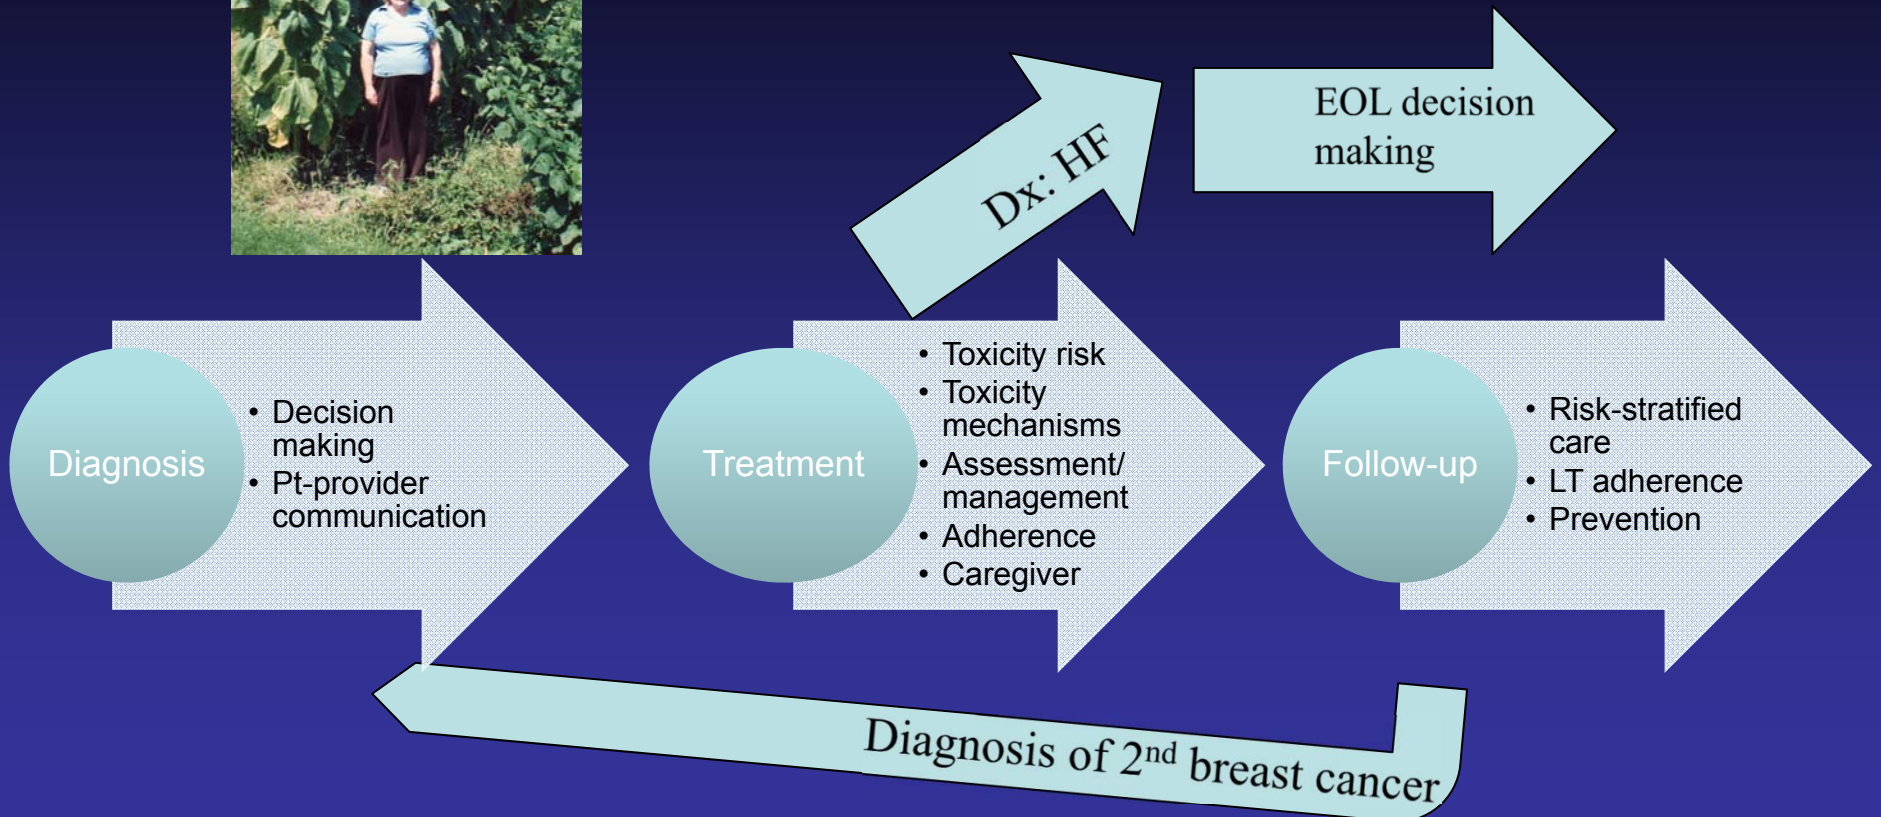 EOL decision
making
Dx: HF
Diagnosis
• Decision
making
• Pt-provider
communication
Treatment
• Toxicity risk
• Toxicity
mechanisms
• Assessment/
management
• Adherence
• Caregiver
Follow-up
• Risk-stratified
care
• LT adherence
• Prevention
Diagnosis of 2nd breast cancer